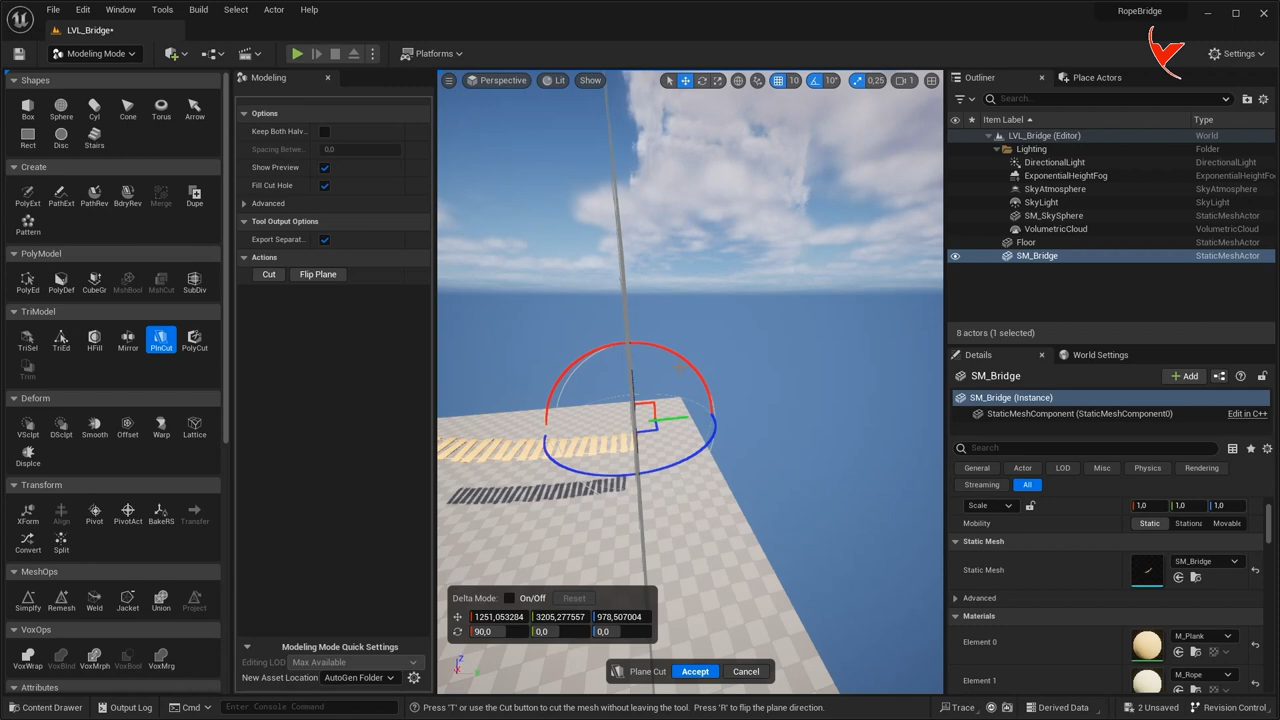 File Edit Window Tools Build Select Actor Help
RopeBridge
LVL_Bridge*
Modeling Mode
Platforms
Settings
Shapes
Box Sphere Cyl Cone Torus Arrow
Rect Disc Stairs
Create
PolyExt PathExt PathRev BdryRev Merge Dupe
Pattern
PolyModel
PolyEd PolyDef CubeGr MshBool MshCut SubDiv
TriModel
TriSel TriEd HFill Mirror PlnCut PolyCut
Trim
Deform
VSclpt DSclpt Smooth Offset Warp Lattice
Displce
Transform
XForm Align Pivot PivotAct BakeRS Transfer
Convert Split
MeshOps
Simplfy Remesh Weld Jacket Union Project
VoxOps
VoxWrap VoxBlnd VoxMrph VoxBool VoxMrg
Attributes
Modeling
Options
Keep Both Halv
Spacing Betwe 0,0
Show Preview
Fill Cut Hole
Advanced
Tool Output Options
Export Separat
Actions
Cut Flip Plane
Modeling Mode Quick Settings
Editing LOD Max Available
New Asset Location AutoGen Folder
Perspective Lit Show
10 10° 0,25 1
Delta Mode: On/Off Reset
1251,053284 3205,277557 978,507004
90,0 0,0 0,0
Z
Plane Cut Accept Cancel
Outliner Place Actors
Search...
Item Label Type
LVL_Bridge (Editor) World
Lighting Folder
DirectionalLight DirectionalLight
ExponentialHeightFog ExponentialHeightFog
SkyAtmosphere SkyAtmosphere
SkyLight SkyLight
SM_SkySphere StaticMeshActor
VolumetricCloud VolumetricCloud
Floor StaticMeshActor
SM_Bridge StaticMeshActor
8 actors (1 selected)
Details World Settings
SM_Bridge + Add
SM_Bridge (Instance)
StaticMeshComponent (StaticMeshComponent0) Edit in C++
Search
General Actor LOD Misc Physics Rendering
Streaming All
Scale 1,0 1,0 1,0
Mobility Static Stationa Movable
Static Mesh
Static Mesh SM_Bridge
Advanced
Materials
Element 0 M_Plank
Element 1 M_Rope
Content Drawer Output Log Cmd Enter Console Command Press 'T' or use the Cut button to cut the mesh without leaving the tool. Press 'R' to flip the plane direction. Trace Derived Data 2 Unsaved Revision Control